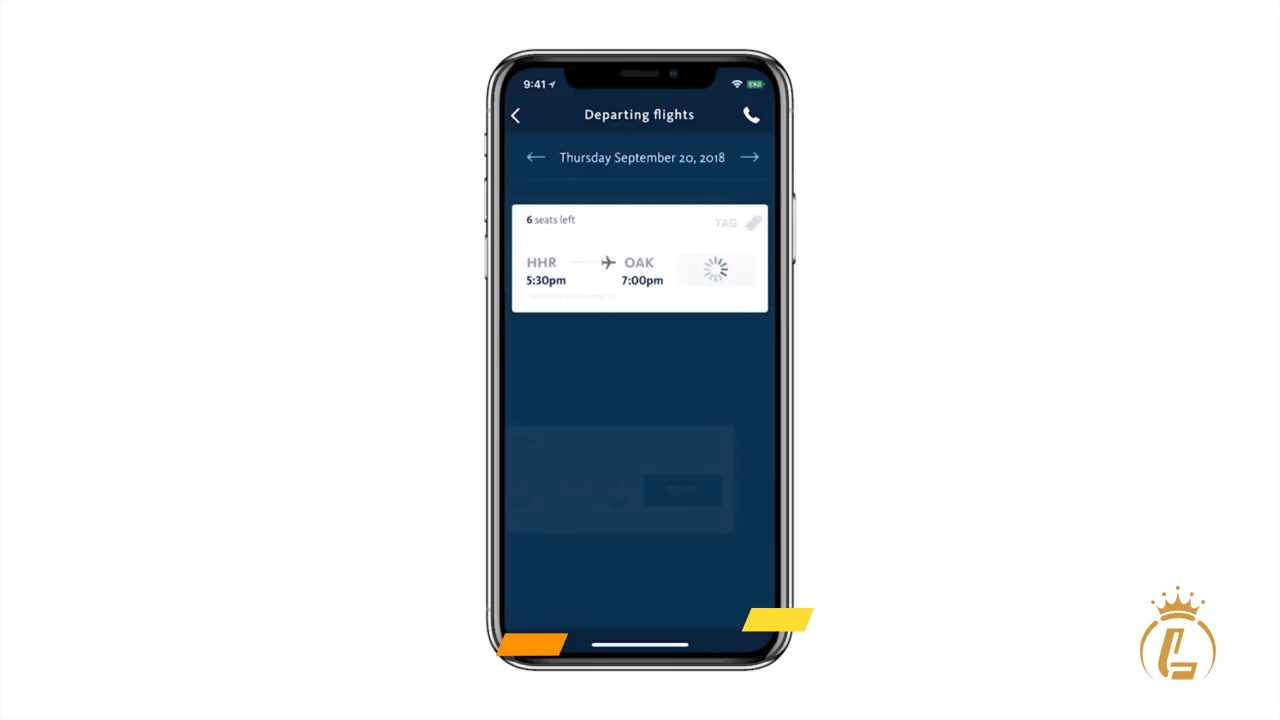 9:41
Departing flights
Thursday September 20, 2018
6 seats left
TAG
HHR OAK
5:30pm 7:00pm